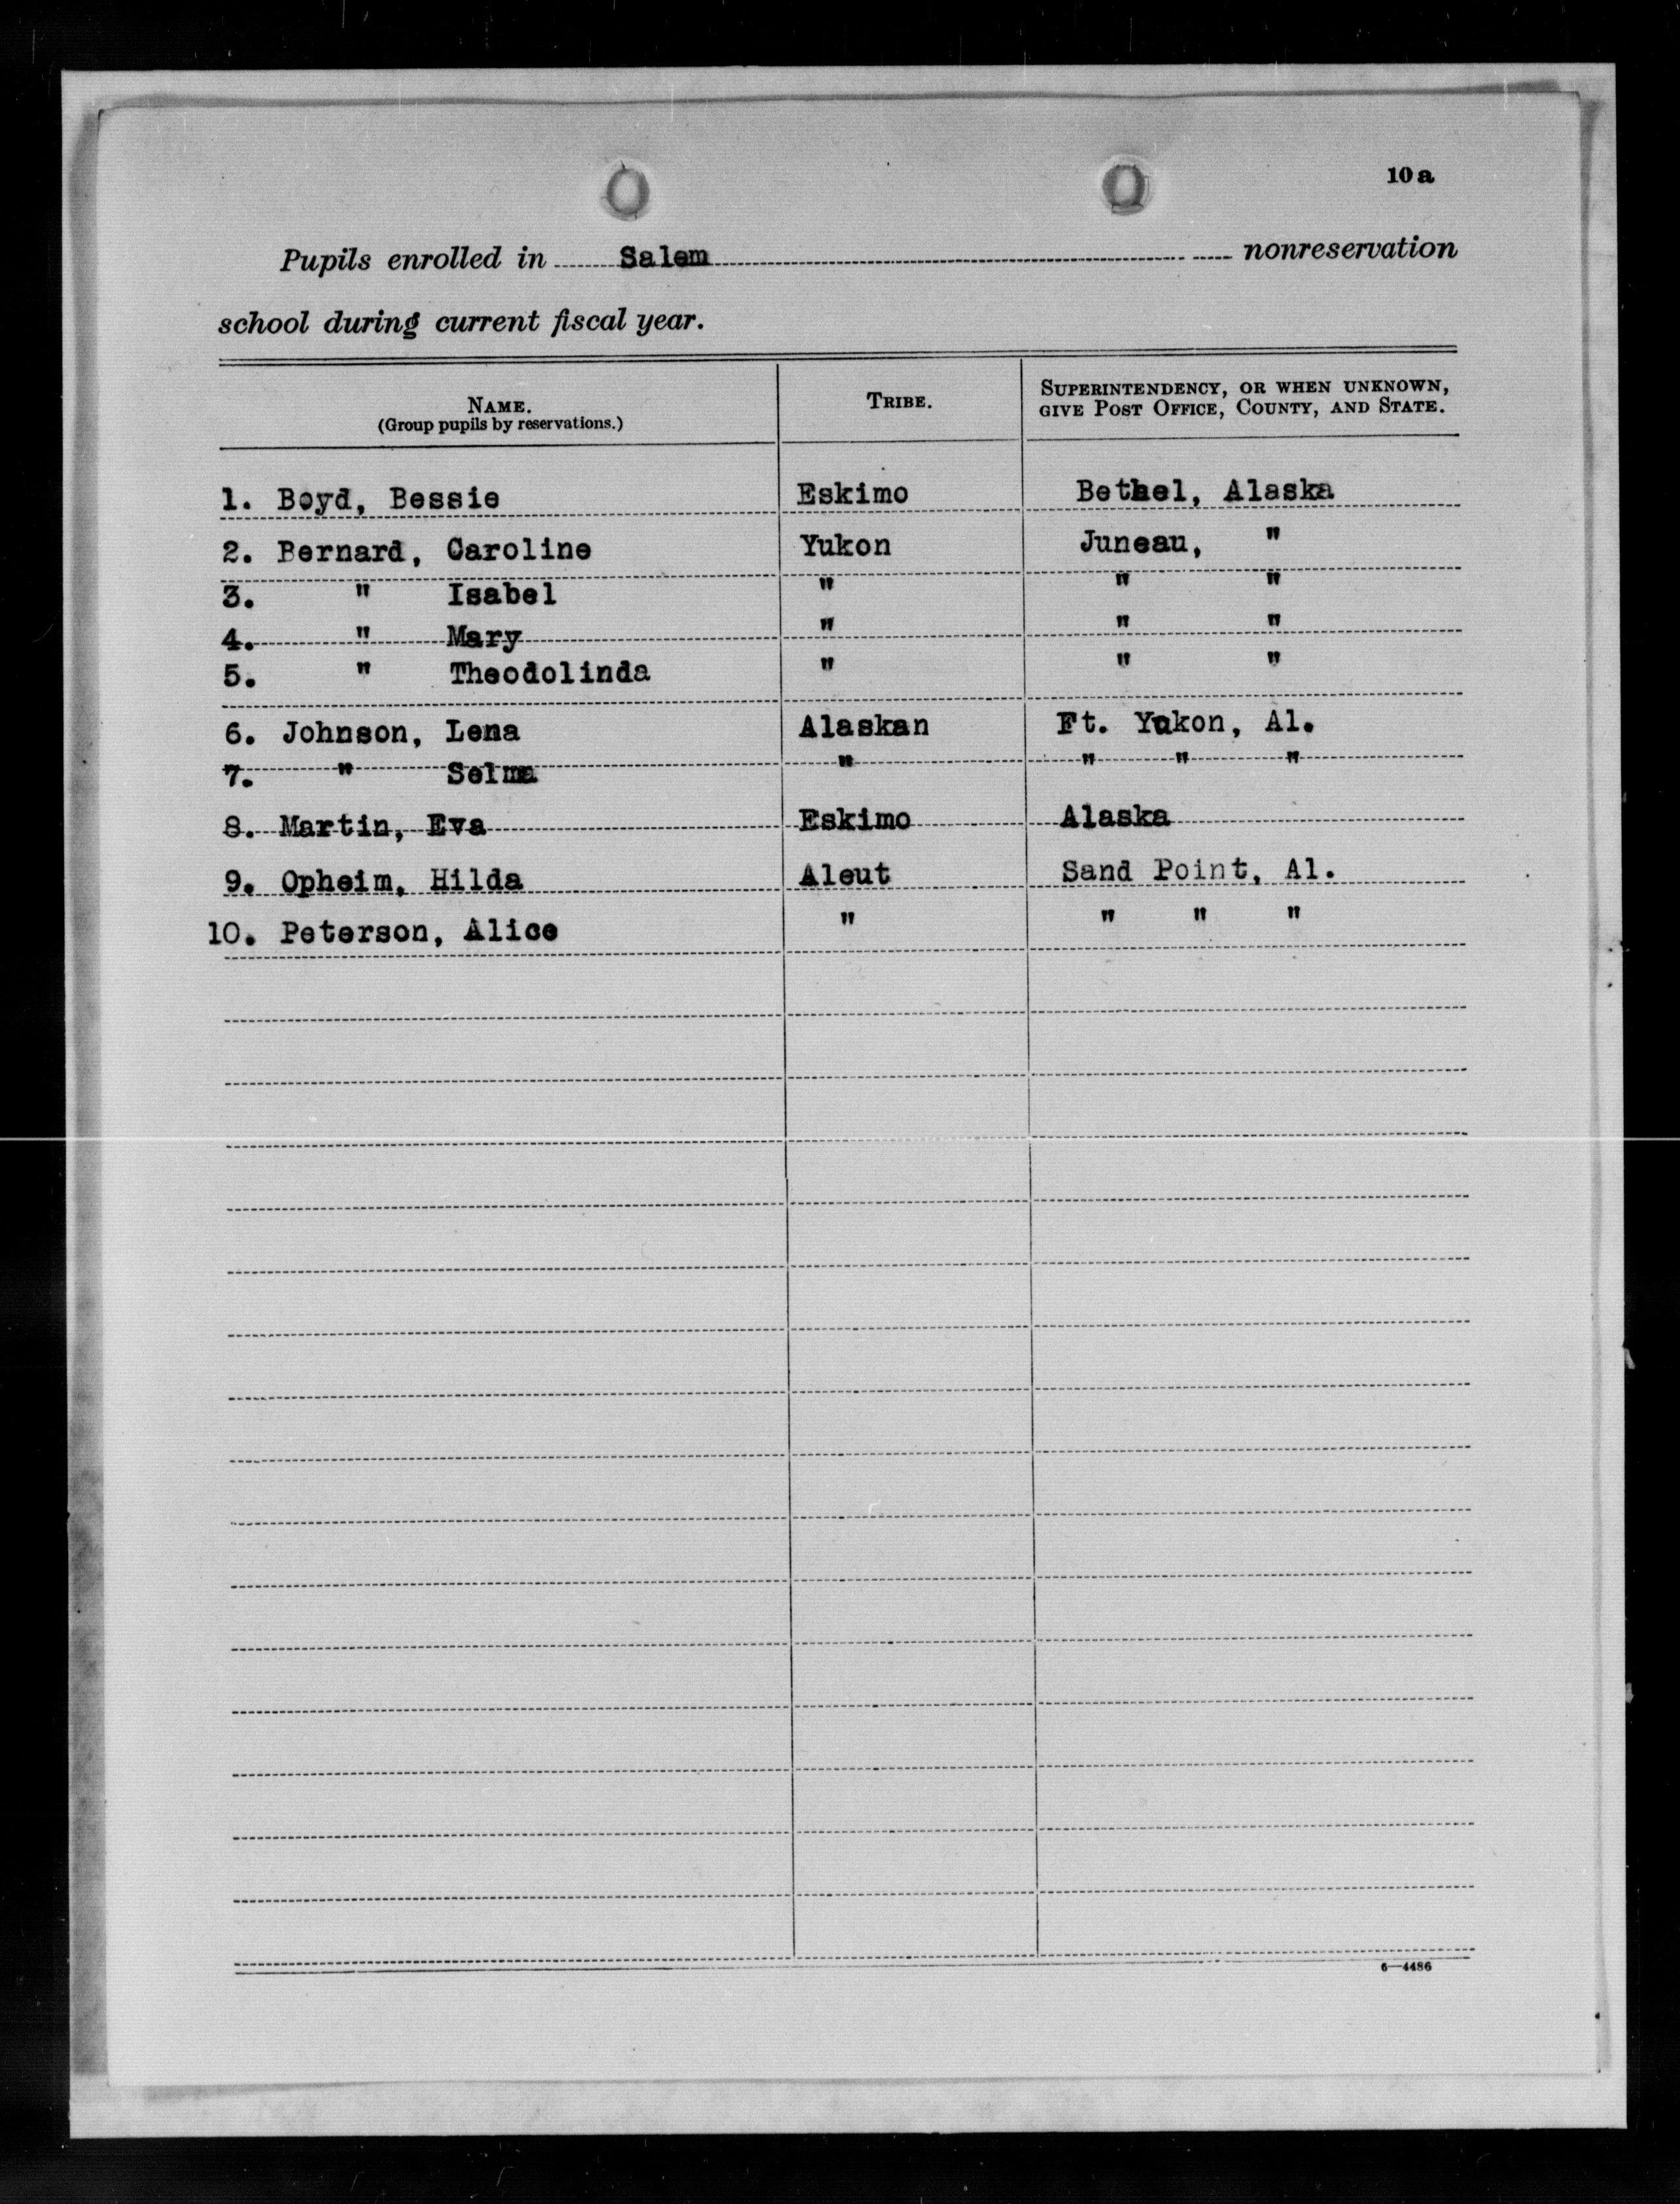 10 a
Pupils enrolled in Salem nonreservation
school during current fiscal year.
NAME.
(Group pupils by reservations.)
TRIBE.
SUPERINTENDENCY, OR WHEN UNKNOWN,
GIVE POST OFFICE, COUNTY, AND STATE.
1. Boyd, Bessie Eskimo Bethel, Alaska
2. Bernard, Caroline Yukon Juneau, "
3. " Isabel " " "
4. " Mary " " "
5. " Theodolinda " " "
6. Johnson, Lena Alaskan Ft. Yukon, Al.
7. " Selma " " " "
8. Martin, Eva Eskimo Alaska
9. Opheim, Hilda Aleut Sand Point, Al.
10. Peterson, Alice " " " "
6—4486